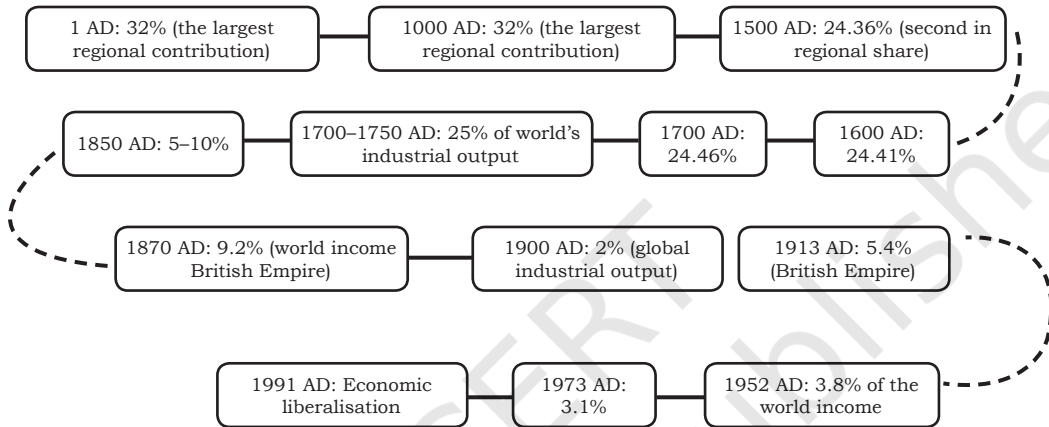 1 AD: 32% (the largest
regional contribution)
1000 AD: 32% (the largest
regional contribution)
1500 AD: 24.36% (second in
regional share)
1600 AD:
24.41%
1700 AD:
24.46%
1700–1750 AD: 25% of world’s
industrial output
1850 AD: 5–10%
1870 AD: 9.2% (world income
British Empire)
1900 AD: 2% (global
industrial output)
1913 AD: 5.4%
(British Empire)
1952 AD: 3.8% of the
world income
1973 AD:
3.1%
1991 AD: Economic
liberalisation